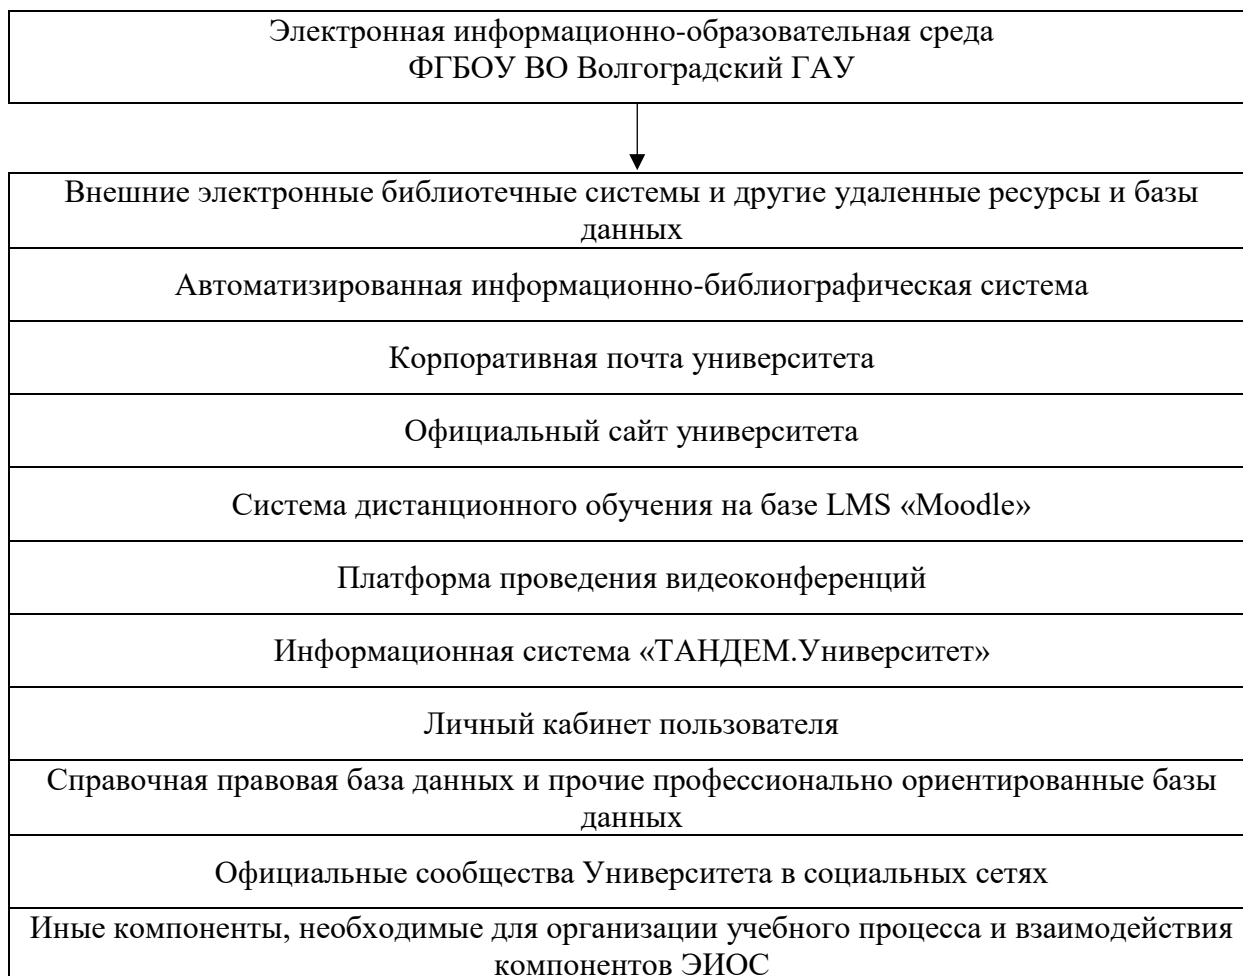 Электронная информационно-образовательная среда
ФГБОУ ВО Волгоградский ГАУ
Внешние электронные библиотечные системы и другие удаленные ресурсы и базы
данных
Автоматизированная информационно-библиографическая система
Корпоративная почта университета
Официальный сайт университета
Система дистанционного обучения на базе LMS «Moodle»
Платформа проведения видеоконференций
Информационная система «ТАНДЕМ.Университет»
Личный кабинет пользователя
Справочная правовая база данных и прочие профессионально ориентированные базы
данных
Официальные сообщества Университета в социальных сетях
Иные компоненты, необходимые для организации учебного процесса и взаимодействия
компонентов ЭИОС